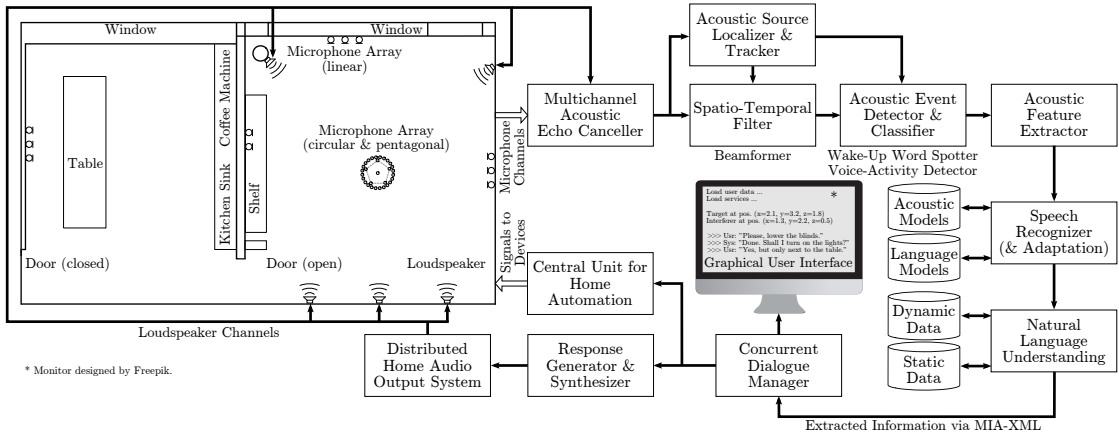 Window
Window
Microphone Array
(linear)
Coffee Machine
Kitchen Sink
Shelf
Table
Microphone Array
(circular & pentagonal)
Microphone
Channels
Signals to
Devices
Door (closed)
Door (open)
Loudspeaker
Loudspeaker Channels
* Monitor designed by Freepik.
Multichannel
Acoustic
Echo Canceller
Acoustic Source
Localizer &
Tracker
Spatio-Temporal
Filter
Beamformer
Acoustic Event
Detector &
Classifier
Wake-Up Word Spotter
Voice-Activity Detector
Acoustic
Feature
Extractor
Acoustic
Models
Language
Models
Speech
Recognizer
(& Adaptation)
Dynamic
Data
Static
Data
Natural
Language
Understanding
Load user data ...
Load services ...
*
Target at pos. (x=2.1, y=3.2, z=1.8)
Interferer at pos. (x=1.3, y=2.2, z=0.5)
>>> Usr: "Please, lower the blinds."
>>> Sys: "Done. Shall I turn on the lights?"
>>> Usr: "Yes, but only next to the table."
Graphical User Interface
Central Unit for
Home
Automation
Distributed
Home Audio
Output System
Response
Generator &
Synthesizer
Concurrent
Dialogue
Manager
Extracted Information via MIA-XML